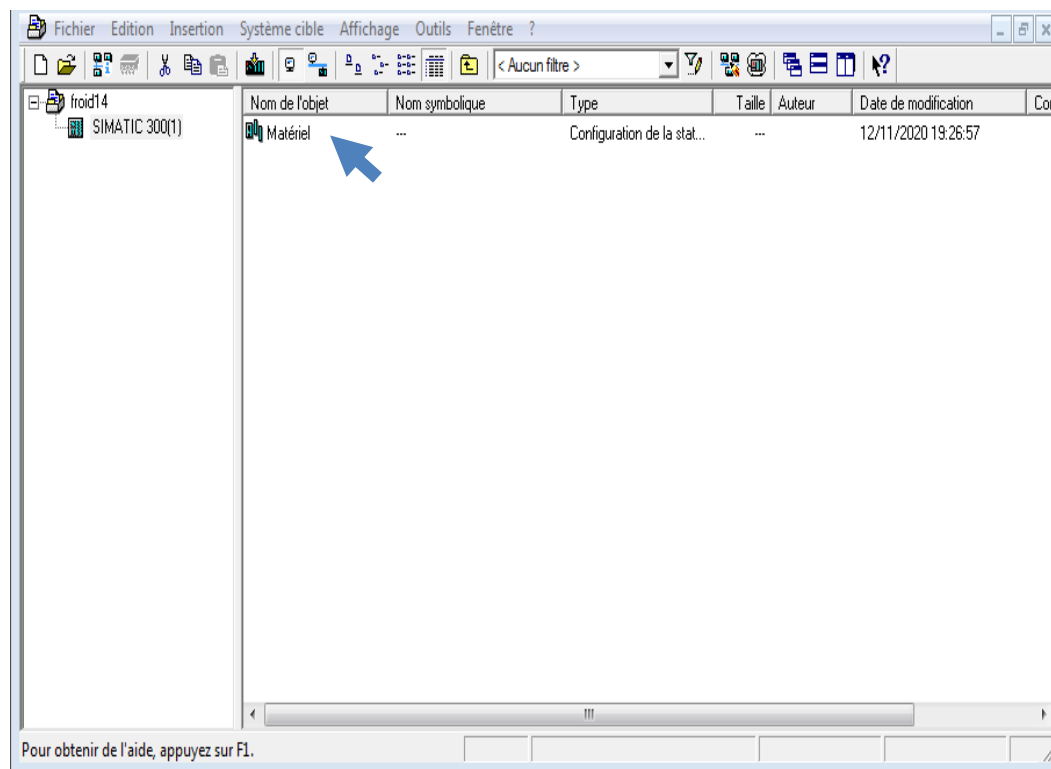 Fichier Edition Insertion Système cible Affichage Outils Fenêtre ?
< Aucun filtre >
froid14
SIMATIC 300(1)
Nom de l'objet Nom symbolique Type Taille Auteur Date de modification Co
Matériel --- Configuration de la stat... --- 12/11/2020 19:26:57
Pour obtenir de l'aide, appuyez sur F1.